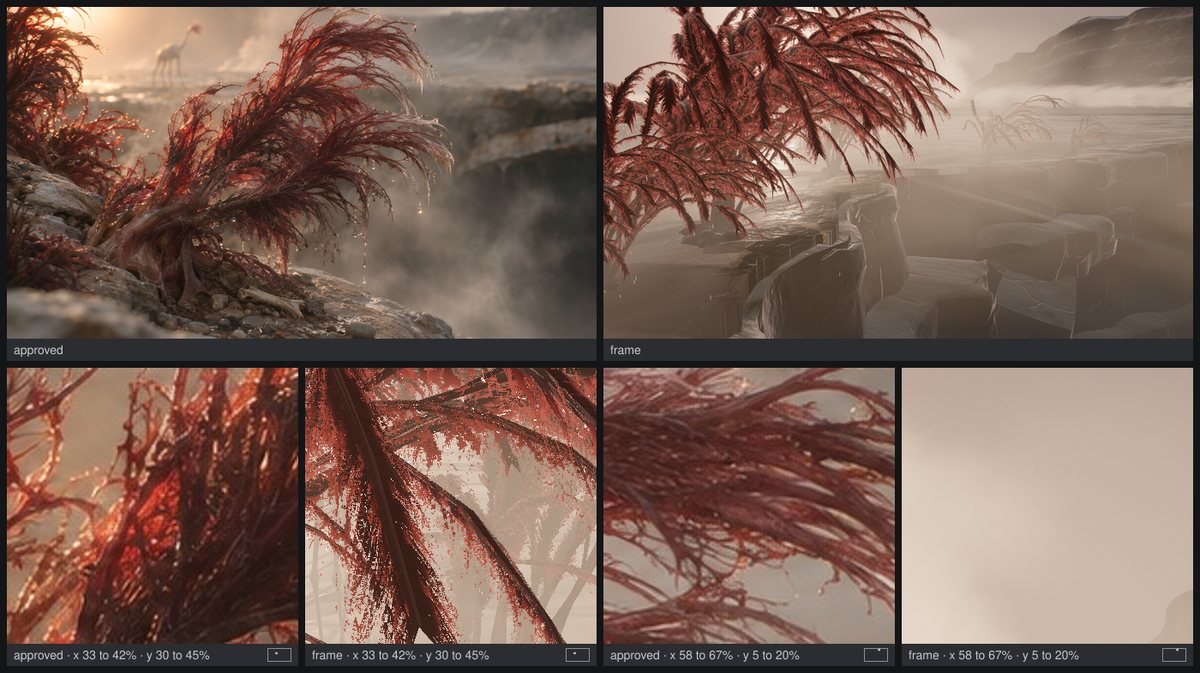 approved
frame
approved · x 33 to 42% · y 30 to 45%
frame · x 33 to 42% · y 30 to 45%
approved · x 58 to 67% · y 5 to 20%
frame · x 58 to 67% · y 5 to 20%